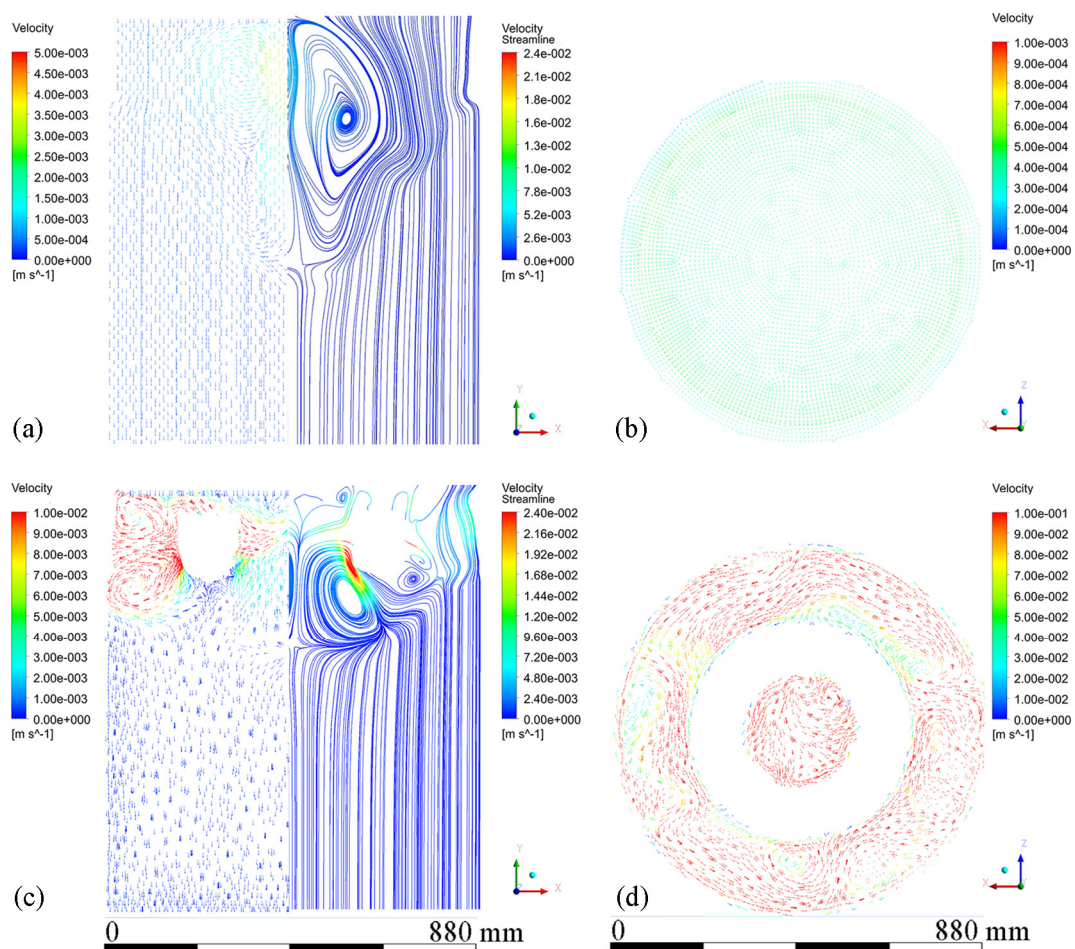 Velocity
5.00e-003
4.50e-003
4.00e-003
3.50e-003
3.00e-003
2.50e-003
2.00e-003
1.50e-003
1.00e-003
5.00e-004
0.00e+000
[m s^-1]
Velocity
Streamline
2.4e-002
2.1e-002
1.8e-002
1.6e-002
1.3e-002
1.0e-002
7.8e-003
5.2e-003
2.6e-003
0.0e+000
[m s^-1]
Y
Z
X
(a)
Velocity
1.00e-003
9.00e-004
8.00e-004
7.00e-004
6.00e-004
5.00e-004
4.00e-004
3.00e-004
2.00e-004
1.00e-004
0.00e+000
[m s^-1]
Z
X
Y
(b)
Velocity
1.00e-002
9.00e-003
8.00e-003
7.00e-003
6.00e-003
5.00e-003
4.00e-003
3.00e-003
2.00e-003
1.00e-003
0.00e+000
[m s^-1]
Velocity
Streamline
2.40e-002
2.16e-002
1.92e-002
1.68e-002
1.44e-002
1.20e-002
9.60e-003
7.20e-003
4.80e-003
2.40e-003
0.00e+000
[m s^-1]
Y
Z
X
(c)
Velocity
1.00e-001
9.00e-002
8.00e-002
7.00e-002
6.00e-002
5.00e-002
4.00e-002
3.00e-002
2.00e-002
1.00e-002
0.00e+000
[m s^-1]
Z
X
Y
(d)
0 880 mm
0 880 mm